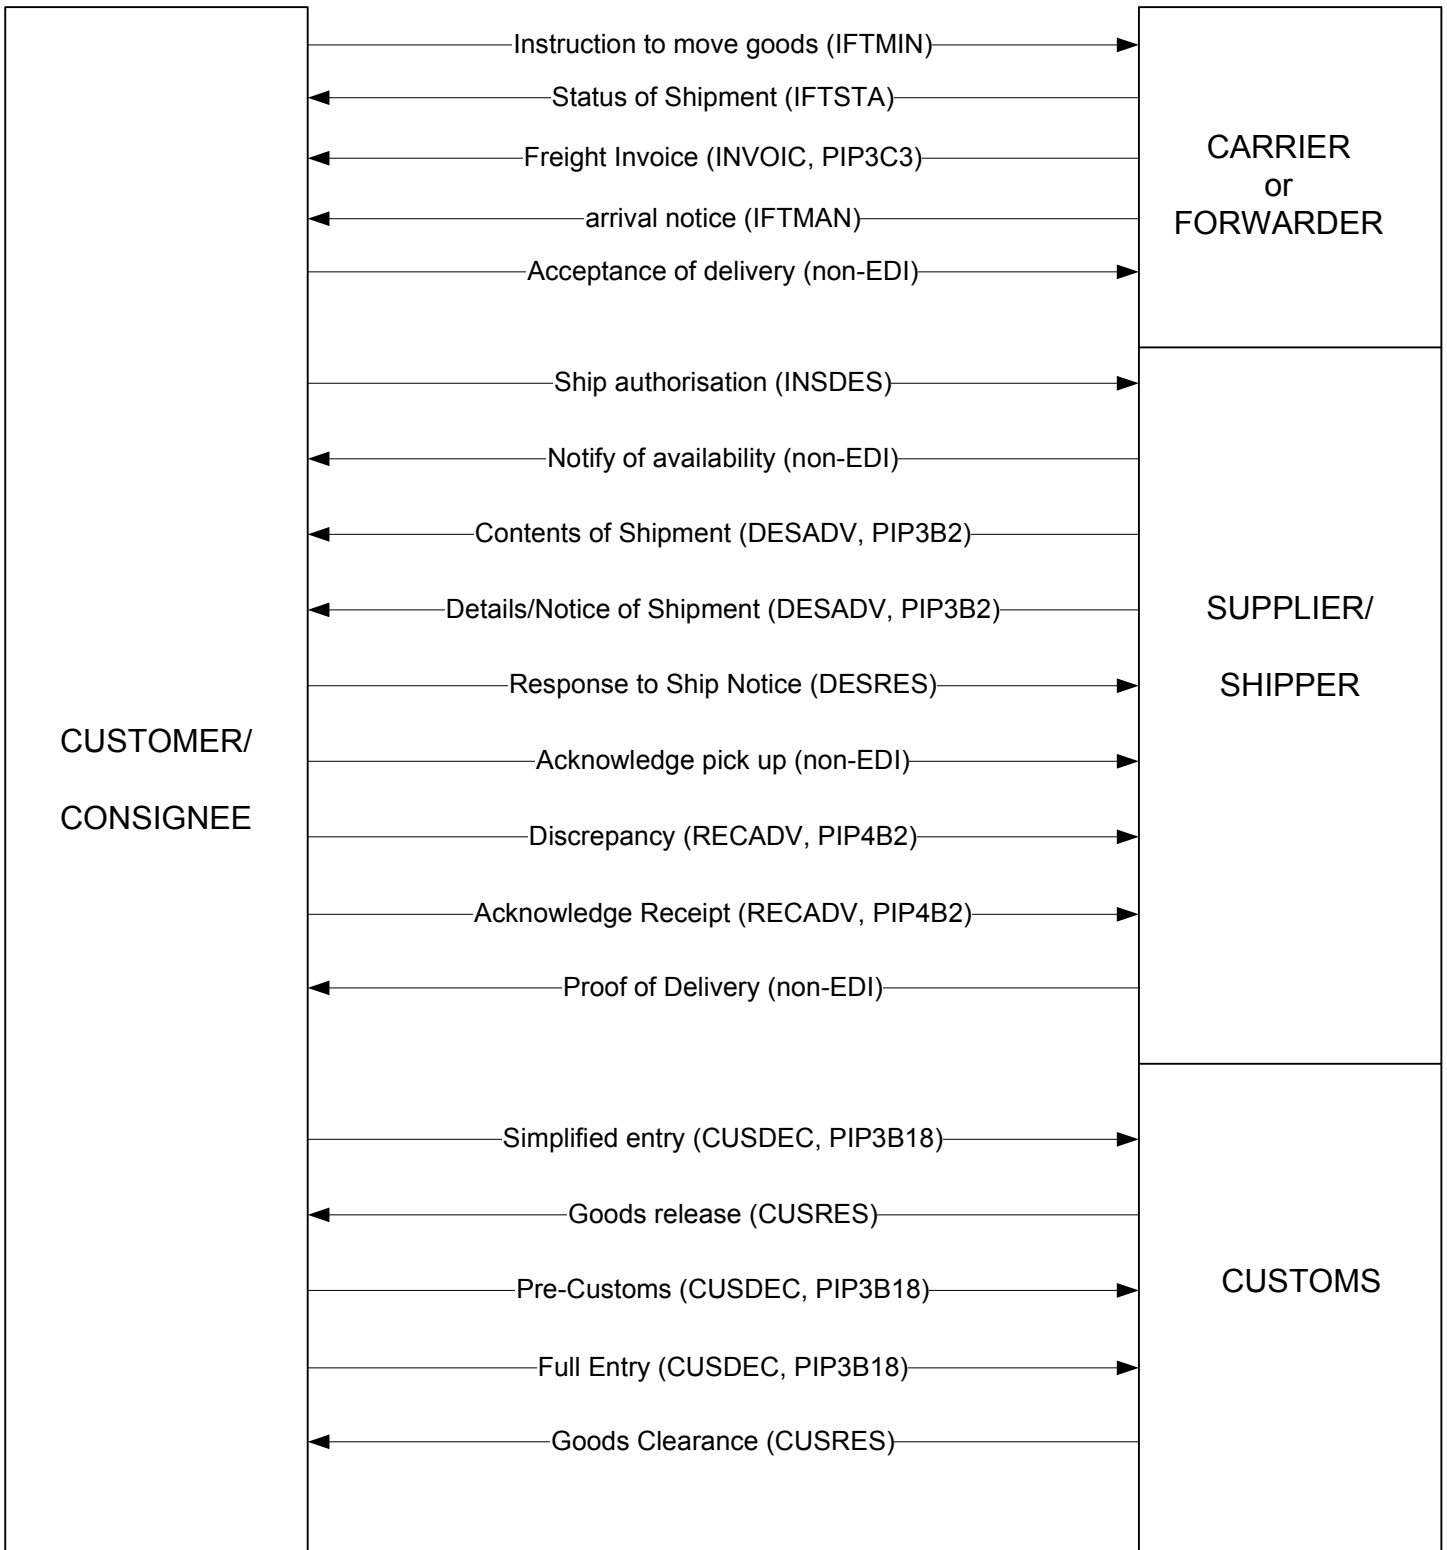 Instruction to move goods (IFTMIN)
Status of Shipment (IFTSTA)
Freight Invoice (INVOIC, PIP3C3)
arrival notice (IFTMAN)
Acceptance of delivery (non-EDI)
CARRIER
or
FORWARDER
Ship authorisation (INSDES)
Notify of availability (non-EDI)
Contents of Shipment (DESADV, PIP3B2)
Details/Notice of Shipment (DESADV, PIP3B2)
Response to Ship Notice (DESRES)
Acknowledge pick up (non-EDI)
Discrepancy (RECADV, PIP4B2)
Acknowledge Receipt (RECADV, PIP4B2)
Proof of Delivery (non-EDI)
SUPPLIER/
SHIPPER
CUSTOMER/
CONSIGNEE
Simplified entry (CUSDEC, PIP3B18)
Goods release (CUSRES)
Pre-Customs (CUSDEC, PIP3B18)
Full Entry (CUSDEC, PIP3B18)
Goods Clearance (CUSRES)
CUSTOMS